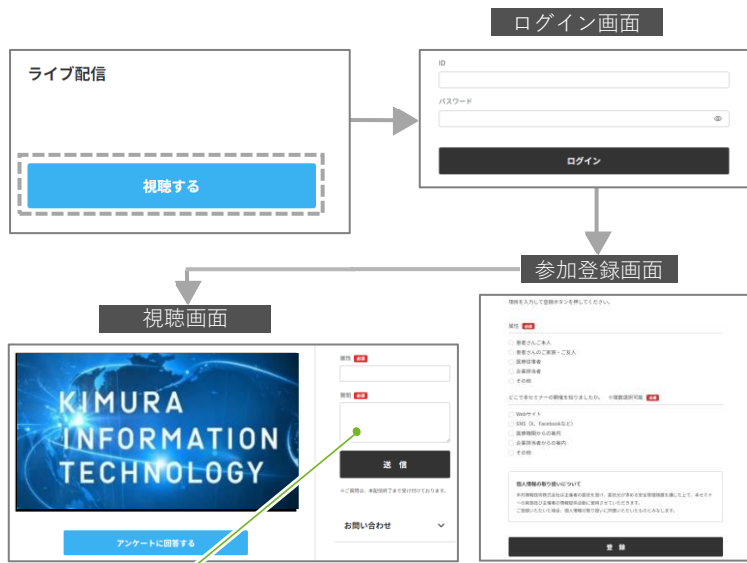 ログイン画面
ライブ配信
視聴する
ID
パスワード
ログイン
参加登録画面
視聴画面
KIMURA
INFORMATION
TECHNOLOGY
アンケートに回答する
属性 必須
質問 必須
送 信
※ご質問は、本配信終了まで受け付けております。
お問い合わせ
項目を入力して登録ボタンを押してください。
属性 必須
患者さんご本人
患者さんのご家族・ご友人
医療従事者
企業担当者
その他
どこで本セミナーの開催を知りましたか。 ※複数選択可能 必須
Webサイト
SNS（X、Facebookなど）
医療機関からの案内
企業担当者からの案内
その他
個人情報の取り扱いについて
登 録